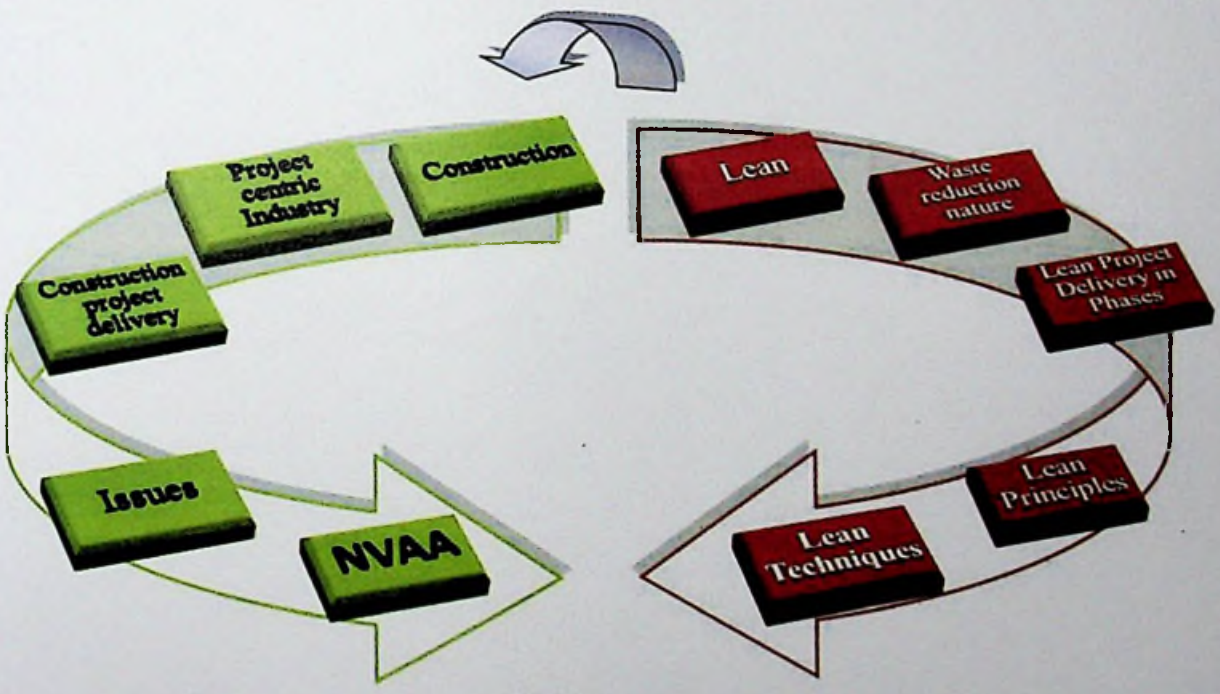 Construction
Project
centric
Industry
Construction
project
delivery
Issues
NVAA
Lean
Waste
reduction
nature
Lean Project
Delivery in
Phases
Lean
Principles
Lean
Techniques